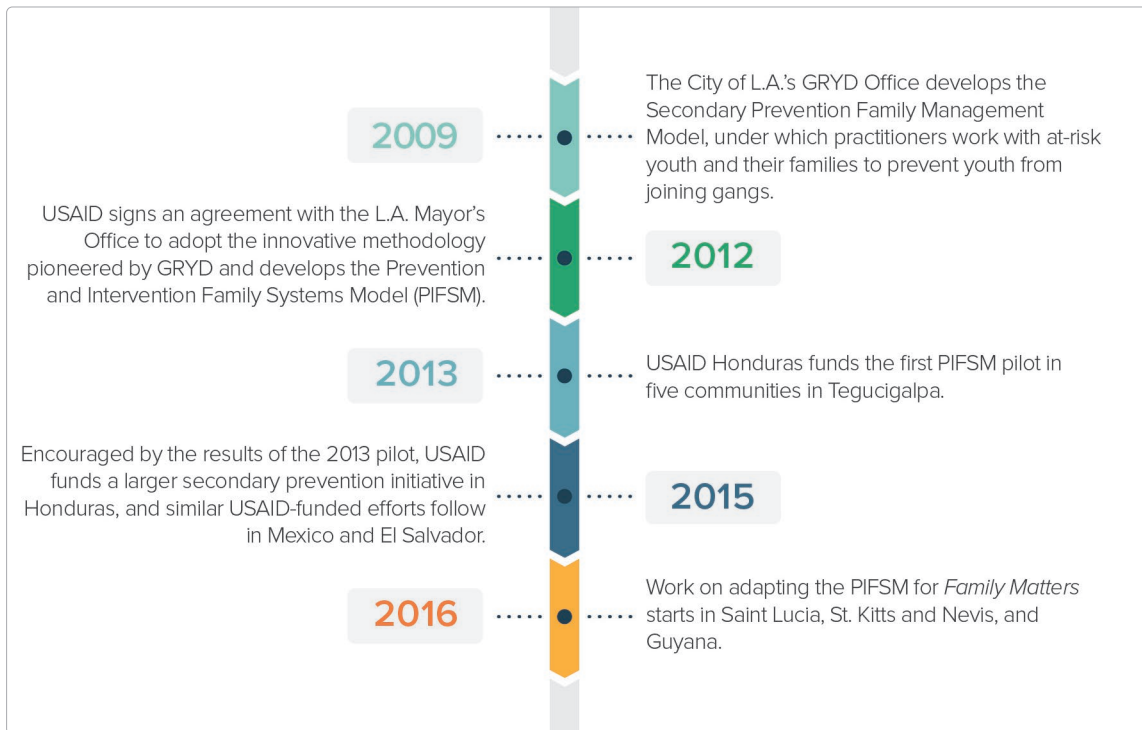 2009
The City of L.A.'s GRYD Office develops the
Secondary Prevention Family Management
Model, under which practitioners work with at-risk
youth and their families to prevent youth from
joining gangs.
USAID signs an agreement with the L.A. Mayor's
Office to adopt the innovative methodology
pioneered by GRYD and develops the Prevention
and Intervention Family Systems Model (PIFSM).
2012
2013
USAID Honduras funds the first PIFSM pilot in
five communities in Tegucigalpa.
Encouraged by the results of the 2013 pilot, USAID
funds a larger secondary prevention initiative in
Honduras, and similar USAID-funded efforts follow
in Mexico and El Salvador.
2015
2016
Work on adapting the PIFSM for Family Matters
starts in Saint Lucia, St. Kitts and Nevis, and
Guyana.